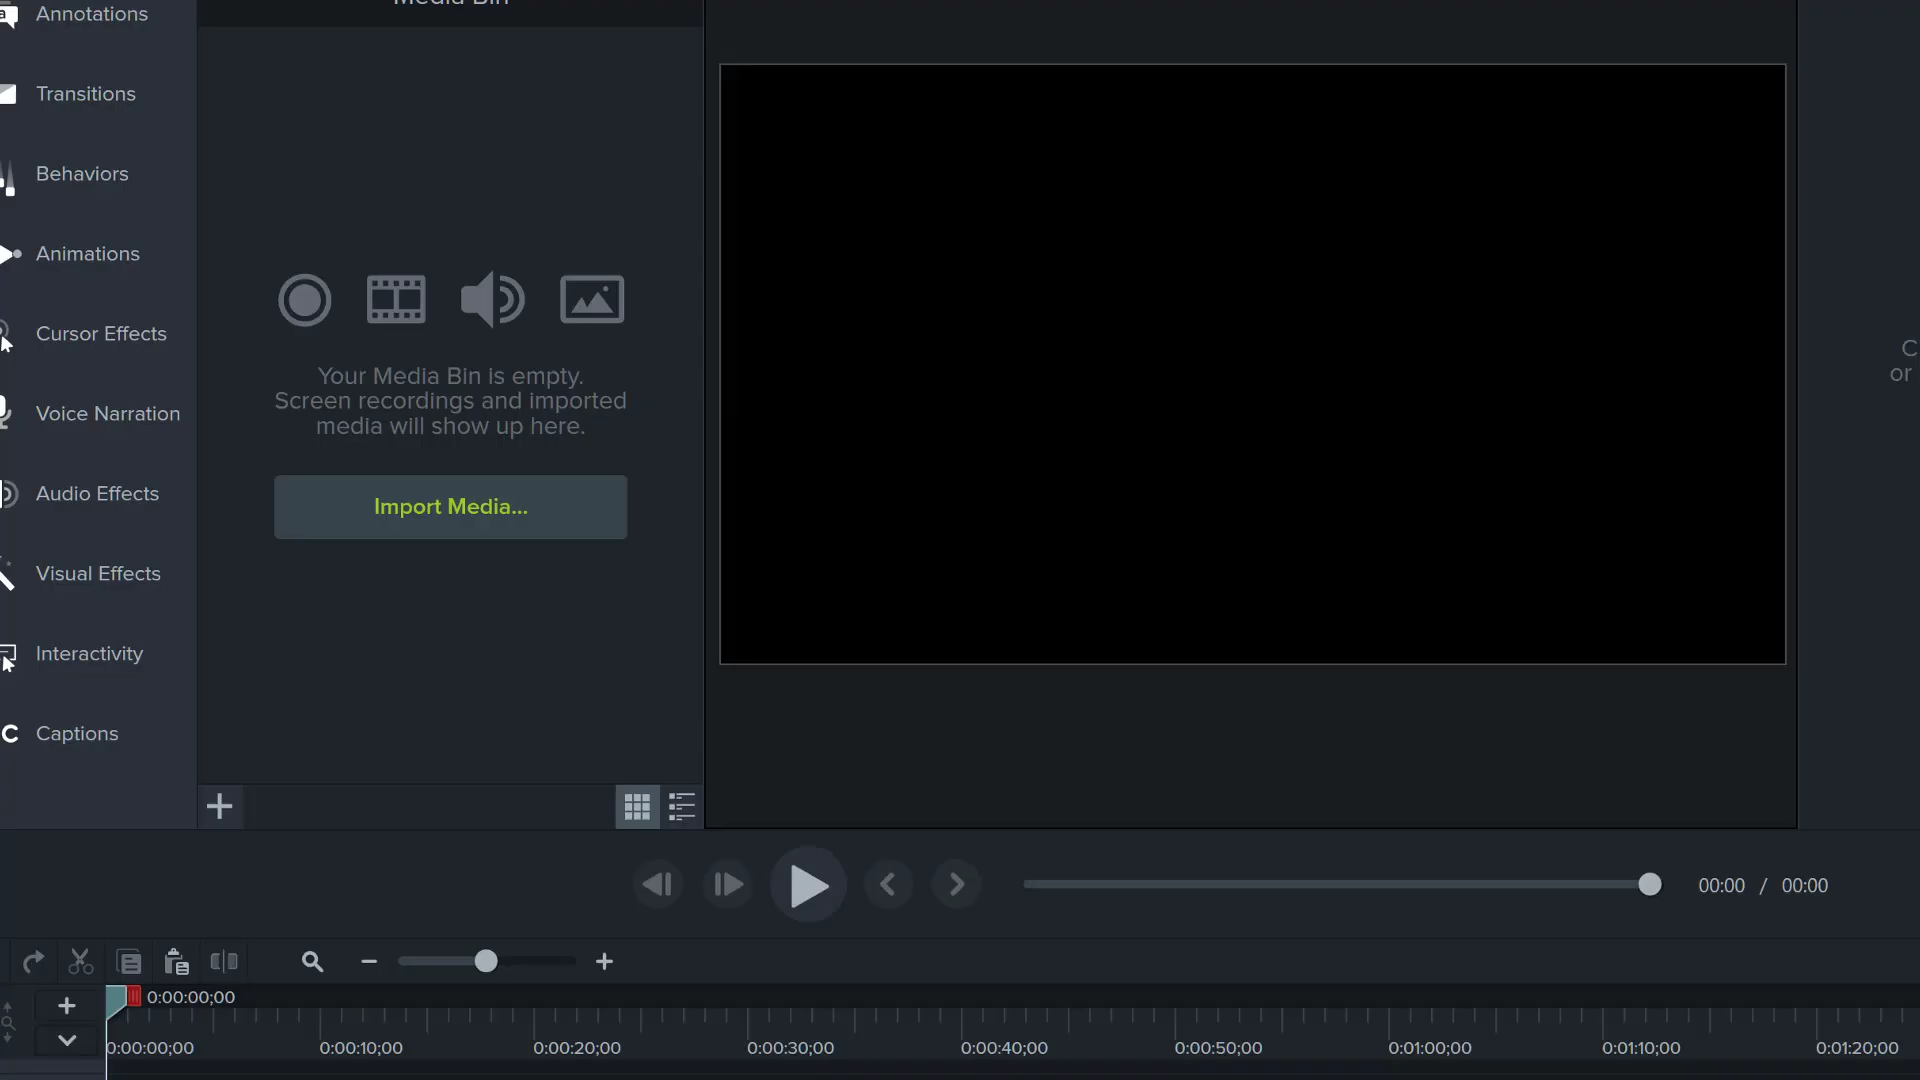 Media Bin
Annotations
Transitions
Behaviors
Animations
Cursor Effects
Voice Narration
Audio Effects
Visual Effects
Interactivity
C Captions
Your Media Bin is empty.
Screen recordings and imported
media will show up here.
Import Media...
C
or
00:00 / 00:00
0:00:00;00
0:00:00;00 0:00:10;00 0:00:20;00 0:00:30;00 0:00:40;00 0:00:50;00 0:01:00;00 0:01:10;00 0:01:20;00